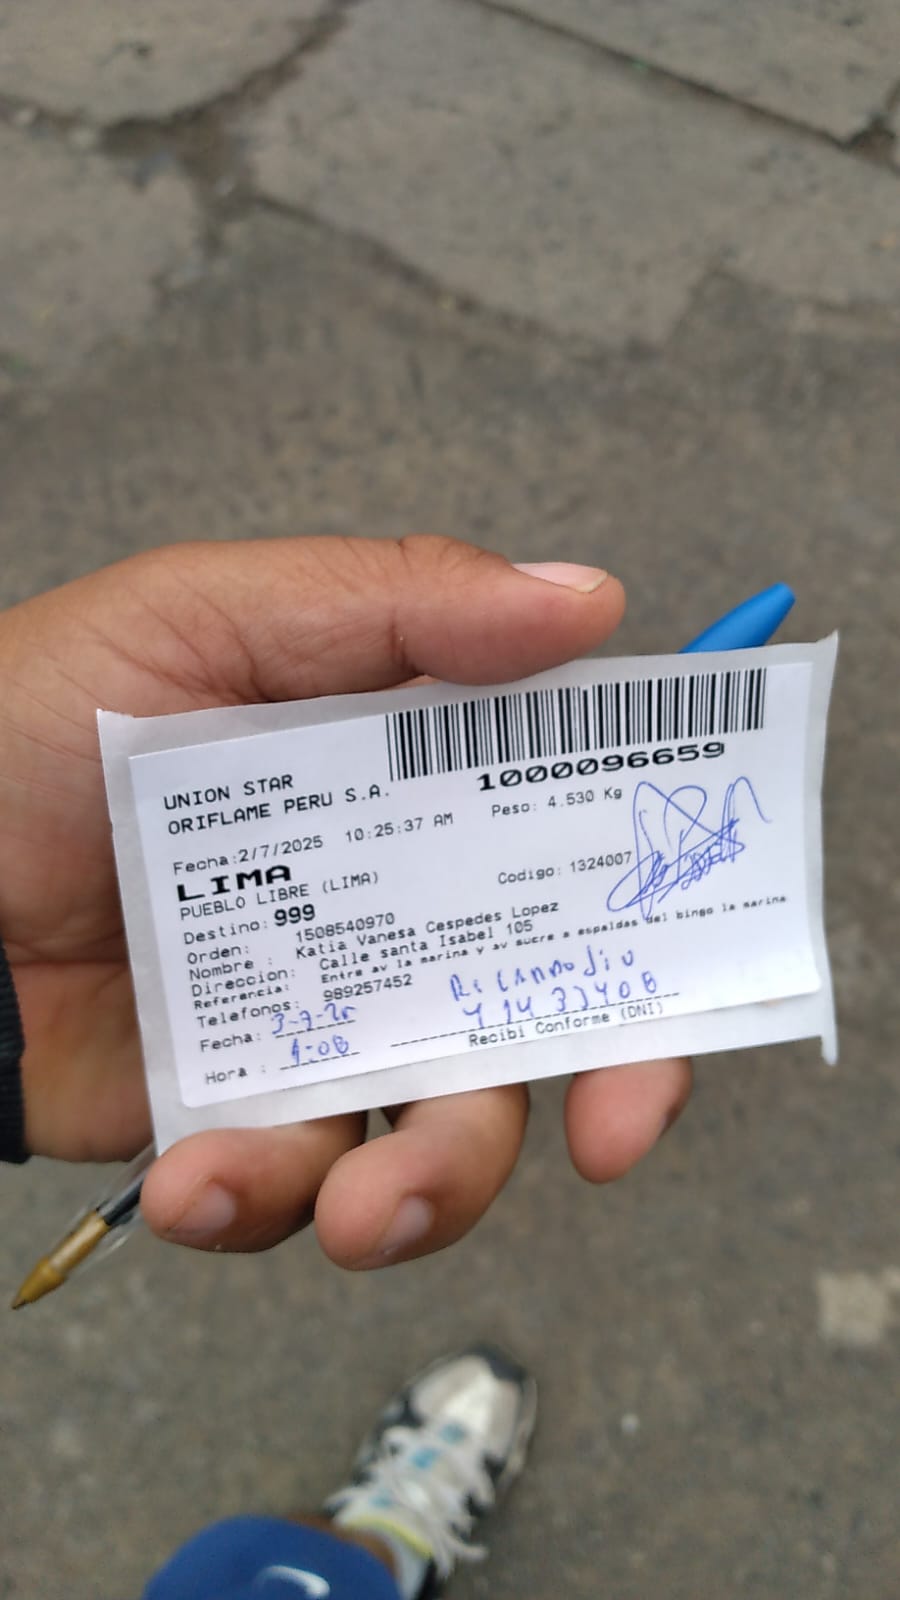 1000096659
UNION STAR
ORIFLAME PERU S.A.
Fecha:2/7/2025 10:25:37 AM Peso: 4.530 Kg
LIMA
PUEBLO LIBRE (LIMA) Codigo: 1324007
Destino: 999
Orden: 1508540970
Nombre : Katia Vanesa Cespedes Lopez
Direccion: Calle santa Isabel 105
Referencia: Entre av la marina y av sucre a espaldas del bingo la marina
Telefonos: 989257452
Fecha: 3-7-25
Hora :
Recibi Conforme (DNI)